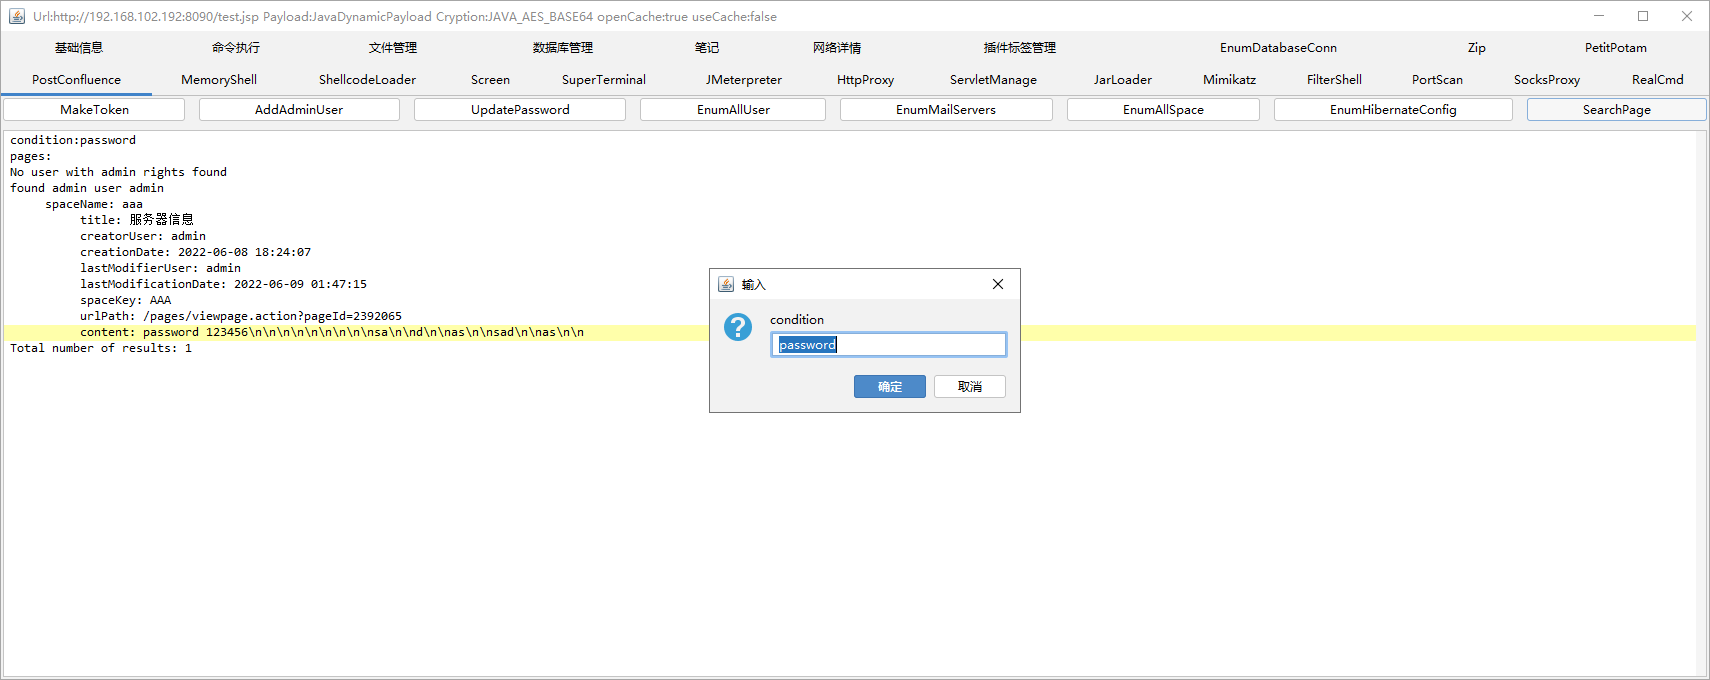 Url:http://192.168.102.192:8090/test.jsp Payload:JavaDynamicPayload Cryption:JAVA_AES_BASE64 openCache:true useCache:false
基础信息 命令执行 文件管理 数据库管理 笔记 网络详情 插件标签管理 EnumDatabaseConn Zip PetitPotam
PostConfluence MemoryShell ShellcodeLoader Screen SuperTerminal JMeterpreter HttpProxy ServletManage JarLoader Mimikatz FilterShell PortScan SocksProxy RealCmd
MakeToken AddAdminUser UpdatePassword EnumAllUser EnumMailServers EnumAllSpace EnumHibernateConfig SearchPage
condition:password
pages:
No user with admin rights found
found admin user admin
spaceName: aaa
title: 服务器信息
creatorUser: admin
creationDate: 2022-06-08 18:24:07
lastModifierUser: admin
lastModificationDate: 2022-06-09 01:47:15
spaceKey: AAA
urlPath: /pages/viewpage.action?pageId=2392065
content: password 123456\n\n\n\n\n\n\n\n\nsa\n\nd\n\nas\n\nsad\n\nas\n\n
Total number of results: 1
输入
condition
password
确定 取消